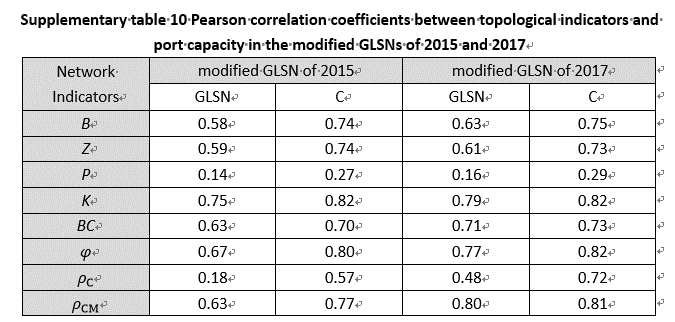 Supplementary table 10 Pearson correlation coefficients between topological indicators and
port capacity in the modified GLSNs of 2015 and 2017
Network Indicators modified GLSN of 2015 modified GLSN of 2017
GLSN C GLSN C
B 0.58 0.74 0.63 0.75
Z 0.59 0.74 0.61 0.73
P 0.14 0.27 0.16 0.29
K 0.75 0.82 0.79 0.82
BC 0.63 0.70 0.71 0.73
φ 0.67 0.80 0.77 0.82
ρC 0.18 0.57 0.48 0.72
ρCM 0.63 0.77 0.80 0.81